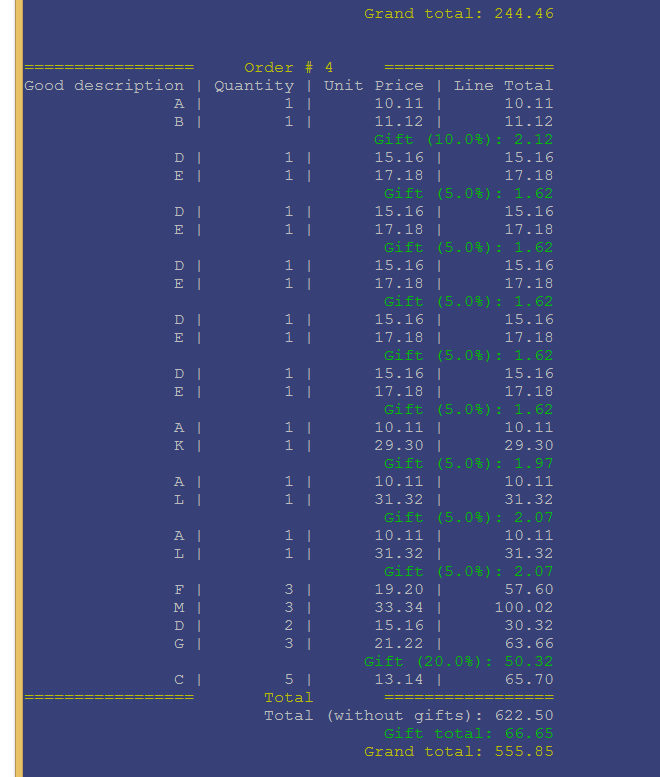 Grand total: 244.46
================= Order # 4 =================
Good description | Quantity | Unit Price | Line Total
A | 1 | 10.11 | 10.11
B | 1 | 11.12 | 11.12
Gift (10.0%): 2.12
D | 1 | 15.16 | 15.16
E | 1 | 17.18 | 17.18
Gift (5.0%): 1.62
D | 1 | 15.16 | 15.16
E | 1 | 17.18 | 17.18
Gift (5.0%): 1.62
D | 1 | 15.16 | 15.16
E | 1 | 17.18 | 17.18
Gift (5.0%): 1.62
D | 1 | 15.16 | 15.16
E | 1 | 17.18 | 17.18
Gift (5.0%): 1.62
D | 1 | 15.16 | 15.16
E | 1 | 17.18 | 17.18
Gift (5.0%): 1.62
A | 1 | 10.11 | 10.11
K | 1 | 29.30 | 29.30
Gift (5.0%): 1.97
A | 1 | 10.11 | 10.11
L | 1 | 31.32 | 31.32
Gift (5.0%): 2.07
A | 1 | 10.11 | 10.11
L | 1 | 31.32 | 31.32
Gift (5.0%): 2.07
F | 3 | 19.20 | 57.60
M | 3 | 33.34 | 100.02
D | 2 | 15.16 | 30.32
G | 3 | 21.22 | 63.66
Gift (20.0%): 50.32
C | 5 | 13.14 | 65.70
================= Total =================
Total (without gifts): 622.50
Gift total: 66.65
Grand total: 555.85